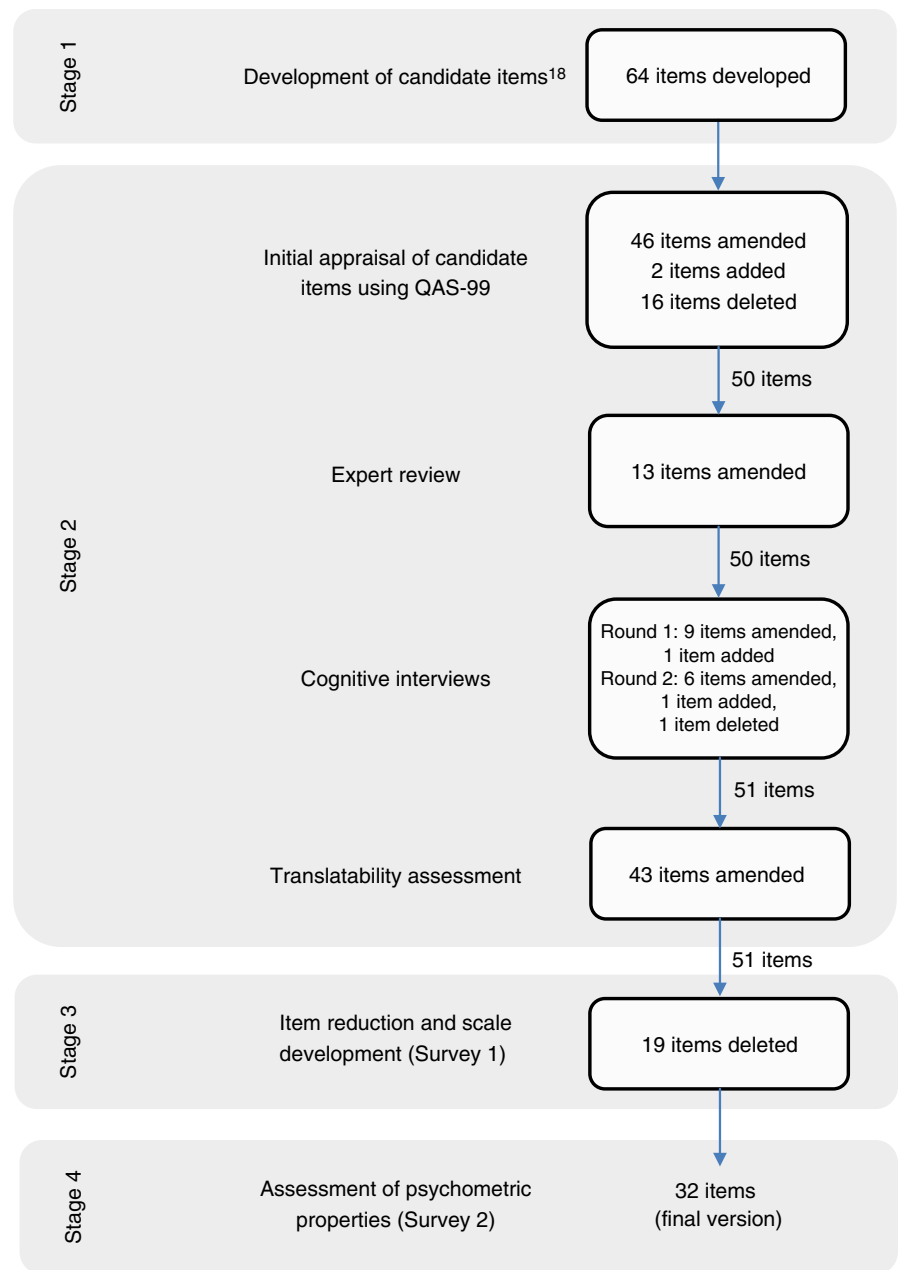 Stage 1
Development of candidate items18
64 items developed
Stage 2
Initial appraisal of candidate
items using QAS-99
46 items amended
2 items added
16 items deleted
50 items
Expert review
13 items amended
50 items
Cognitive interviews
Round 1: 9 items amended,
1 item added
Round 2: 6 items amended,
1 item added,
1 item deleted
51 items
Translatability assessment
43 items amended
51 items
Stage 3
Item reduction and scale
development (Survey 1)
19 items deleted
Stage 4
Assessment of psychometric
properties (Survey 2)
32 items
(final version)